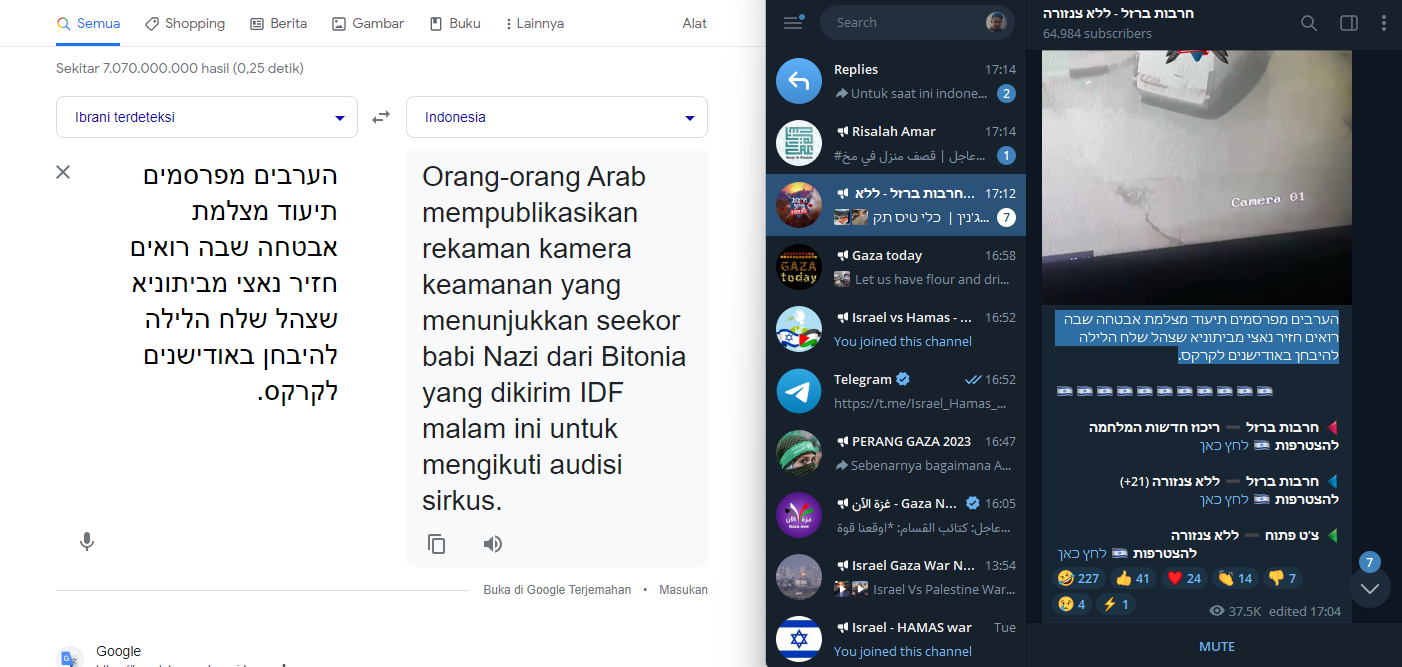 Semua
Shopping
Berita
Gambar
Buku
Lainnya
Alat
Sekitar 7.070.000.000 hasil (0,25 detik)
Ibrani terdeteksi
Indonesia
הערבים מפרסמים
תיעוד מצלמת
אבטחה שבה רואים
חזיר נאצי מביתוניא
שצהל שלח הלילה
להיבחן באודישנים
לקרקס.
Orang-orang Arab
mempublikasikan
rekaman kamera
keamanan yang
menunjukkan seekor
babi Nazi dari Bitonia
yang dikirim IDF
malam ini untuk
mengikuti audisi
sirkus.
Buka di Google Terjemahan • Masukan
Google
Search
Replies 17:14
Untuk saat ini indone... 2
Risalah Amar 17:14
#عاجل | قصف منزل في مخ... 1
חרבות ברזל - ללא... 17:12
ג'נין | כלי טיס תק... 7
Gaza today 16:58
Let us have flour and dri...
Israel vs Hamas - ... 16:52
You joined this channel
Telegram 16:52
https://t.me/Israel_Hamas_...
PERANG GAZA 2023 16:47
Sebenarnya bagaimana A...
غزة الآن - Gaza N... 16:05
عاجل: كتائب القسام: *اوقعنا قوة...
Israel Gaza War N... 13:54
Israel Vs Palestine War...
Israel - HAMAS war Tue
You joined this channel
חרבות ברזל - ללא צנזורה
64.984 subscribers
Camera 01
הערבים מפרסמים תיעוד מצלמת אבטחה שבה
רואים חזיר נאצי מביתוניא שצהל שלח הלילה
להיבחן באודישנים לקרקס.
🇮🇱 🇮🇱 🇮🇱 🇮🇱 🇮🇱 🇮🇱 🇮🇱 🇮🇱 🇮🇱 🇮🇱 🇮🇱
חרבות ברזל ➖ ריכוז חדשות המלחמה
להצטרפות 🇮🇱 לחץ כאן
חרבות ברזל ➖ ללא צנזורה (21+)
להצטרפות 🇮🇱 לחץ כאן
צ'ט פתוח ➖ ללא צנזורה
להצטרפות 🇮🇱 לחץ כאן
🤣 227 👍 41 ❤ 24 👏 14 👎 7
😢 4 ⚡ 1
37.5K edited 17:04
7
MUTE